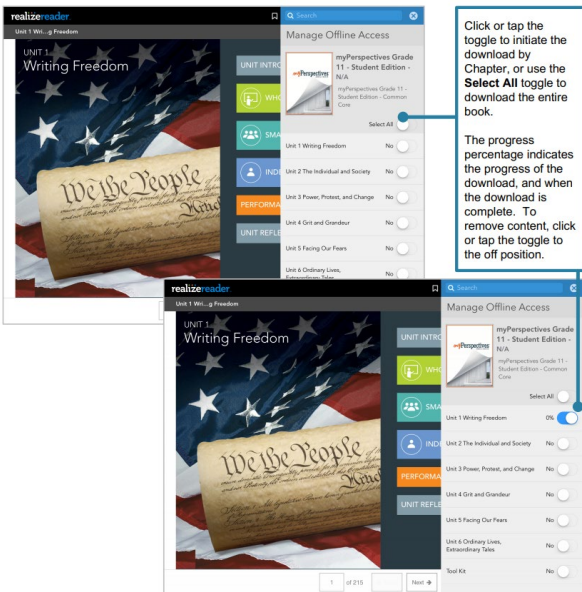 realizereader
Search
Unit 1 Wri...g Freedom
Manage Offline Access
UNIT 1
Writing Freedom
We the People
UNIT INTRO
WHO
SMA
INDI
PERFORMA
UNIT REFLE
myPerspectives
myPerspectives Grade
11 - Student Edition -
N/A
myPerspectives Grade 11 -
Student Edition - Common
Core
Select All
Unit 1 Writing Freedom No
Unit 2 The Individual and Society No
Unit 3 Power, Protest, and Change No
Unit 4 Grit and Grandeur No
Unit 5 Facing Our Fears No
Unit 6 Ordinary Lives,
Extraordinary Tales No
Click or tap the
toggle to initiate the
download by
Chapter, or use the
Select All toggle to
download the entire
book.
The progress
percentage indicates
the progress of the
download, and when
the download is
complete. To
remove content, click
or tap the toggle to
the off position.
realizereader
Search
Unit 1 Wri...g Freedom
Manage Offline Access
UNIT 1
Writing Freedom
We the People
UNIT INTRO
WHO
SMA
INDI
PERFORMA
UNIT REFLE
myPerspectives
myPerspectives Grade
11 - Student Edition -
N/A
myPerspectives Grade 11 -
Student Edition - Common
Core
Select All
Unit 1 Writing Freedom 0%
Unit 2 The Individual and Society No
Unit 3 Power, Protest, and Change No
Unit 4 Grit and Grandeur No
Unit 5 Facing Our Fears No
Unit 6 Ordinary Lives,
Extraordinary Tales No
Tool Kit No
1 of 215 Next →